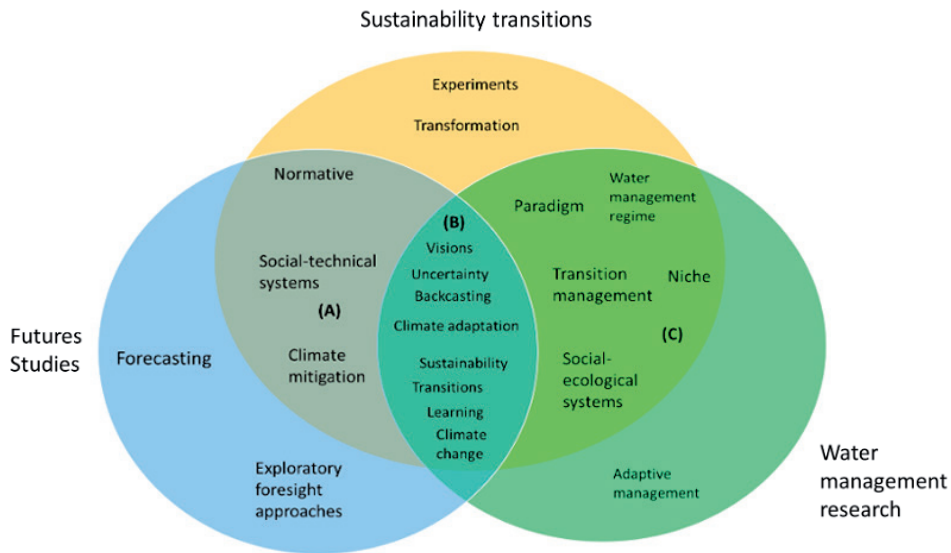 Sustainability transitions
Experiments
Transformation
Normative
Water
management
regime
Paradigm
(B)
Visions
Social-technical
systems
Uncertainty
Backcasting
Transition
management
Niche
(A)
Climate adaptation
(C)
Futures
Studies
Forecasting
Climate
mitigation
Sustainability
Transitions
Learning
Climate
change
Social-
ecological
systems
Exploratory
foresight
approaches
Adaptive
management
Water
management
research